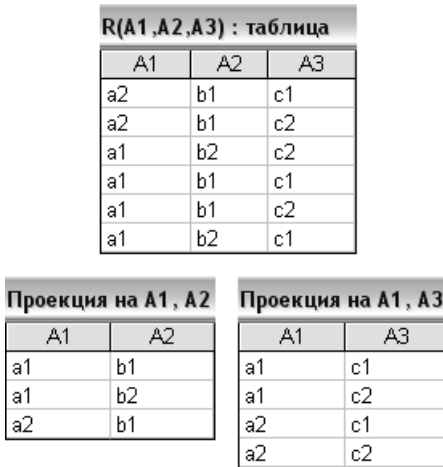 R(A1,A2,A3) : таблица
A1 A2 A3
a2 b1 c1
a2 b1 c2
a1 b2 c2
a1 b1 c1
a1 b1 c2
a1 b2 c1
Проекция на A1, A2
A1 A2
a1 b1
a1 b2
a2 b1
Проекция на A1, A3
A1 A3
a1 c1
a1 c2
a2 c1
a2 c2